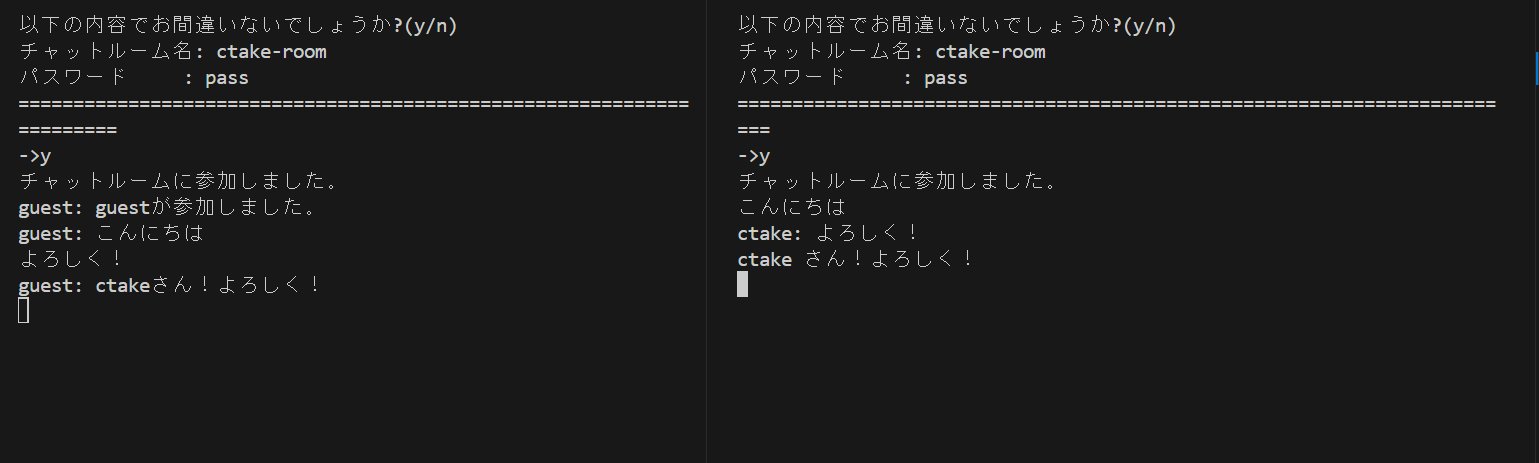 以下の内容でお間違いないでしょうか?(y/n)
チャットルーム名: ctake-room
パスワード　　: pass
=============================================================
=========
->y
チャットルームに参加しました。
guest: guestが参加しました。
guest: こんにちは
よろしく！
guest: ctakeさん！よろしく！
以下の内容でお間違いないでしょうか?(y/n)
チャットルーム名: ctake-room
パスワード　　: pass
=====================================================================
===
->y
チャットルームに参加しました。
こんにちは
ctake: よろしく！
ctake さん！よろしく！